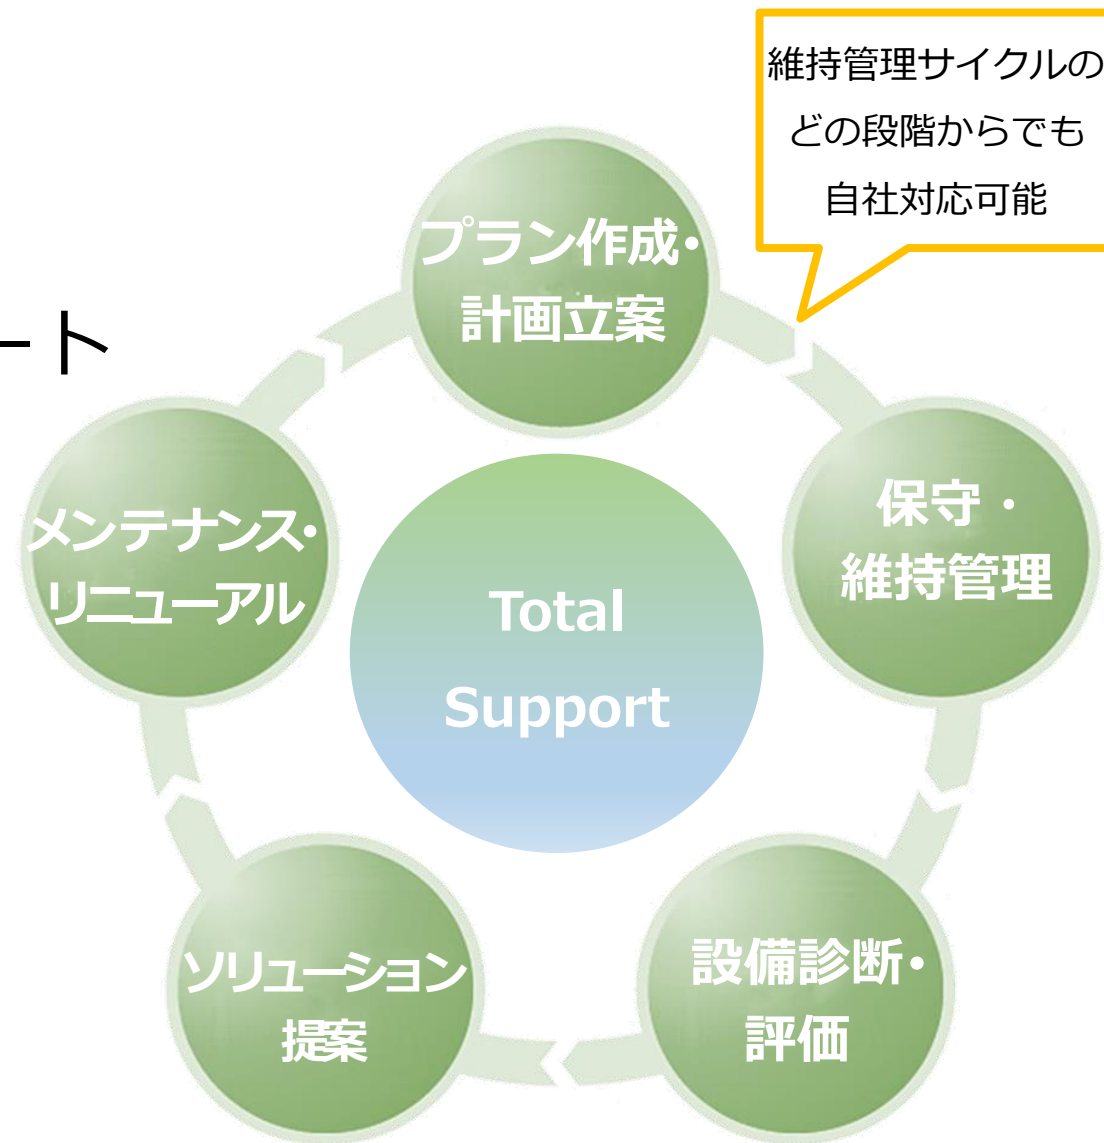 維持管理サイクルの
どの段階からでも
自社対応可能
プラン作成・
計画立案
ート
メンテナンス・
リニューアル
保守・
維持管理
Total
Support
ソリューション
提案
設備診断・
評価